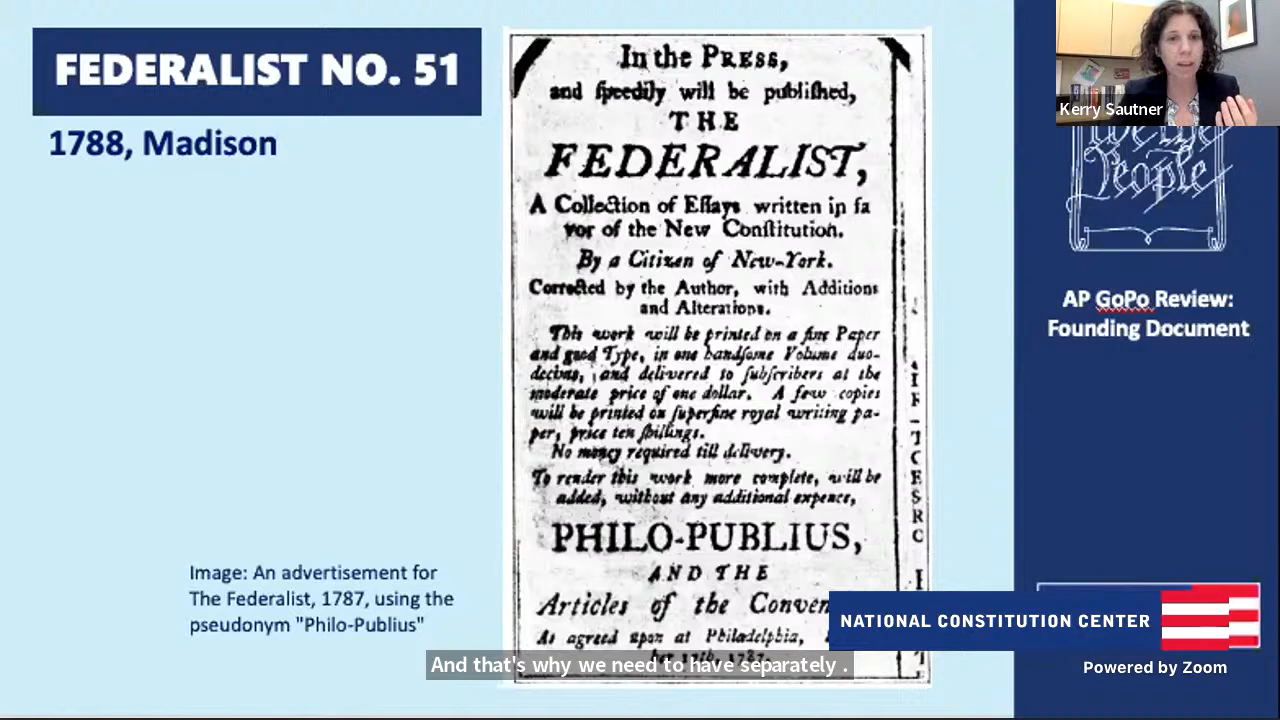 FEDERALIST NO. 51
1788, Madison
In the PRESS,
and ſpeedily will be publiſhed,
THE
FEDERALIST,
A Collection of Eſſays written in fa
vor of the New Conſtitution.
By a Citizen of New-York.
Corrected by the Author, with Additions
and Alterations.
This work will be printed on a fine Paper
and good Type, in one handſome Volume duo-
decimo, and delivered to ſubſcribers at the
moderate price of one dollar. A few copies
will be printed on ſuperfine royal writing pa-
per, price ten ſhillings.
No money required till delivery.
To render this work more complete, will be
added, without any additional expence,
PHILO-PUBLIUS,
AND THE
Articles of the Conven
As agreed upon at Philadelphia,
17th, 1787.
Image: An advertisement for
The Federalist, 1787, using the
pseudonym "Philo-Publius"
And that's why we need to have separately .
Kerry Sautner
We the
People
AP GoPo Review:
Founding Document
NATIONAL CONSTITUTION CENTER
Powered by Zoom